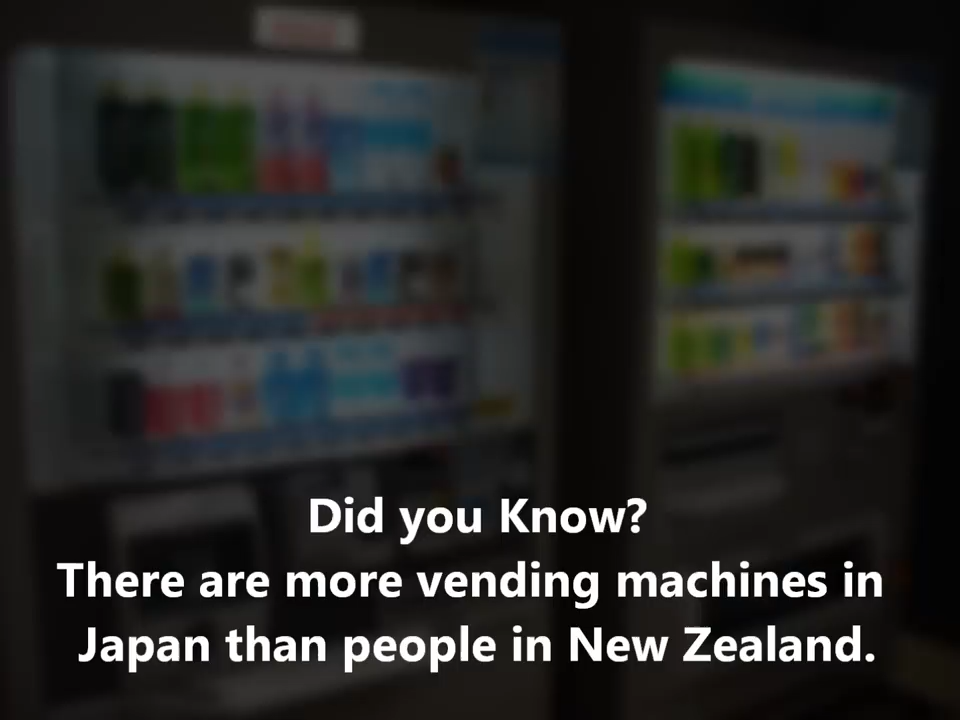 Did you Know?
There are more vending machines in
Japan than people in New Zealand.